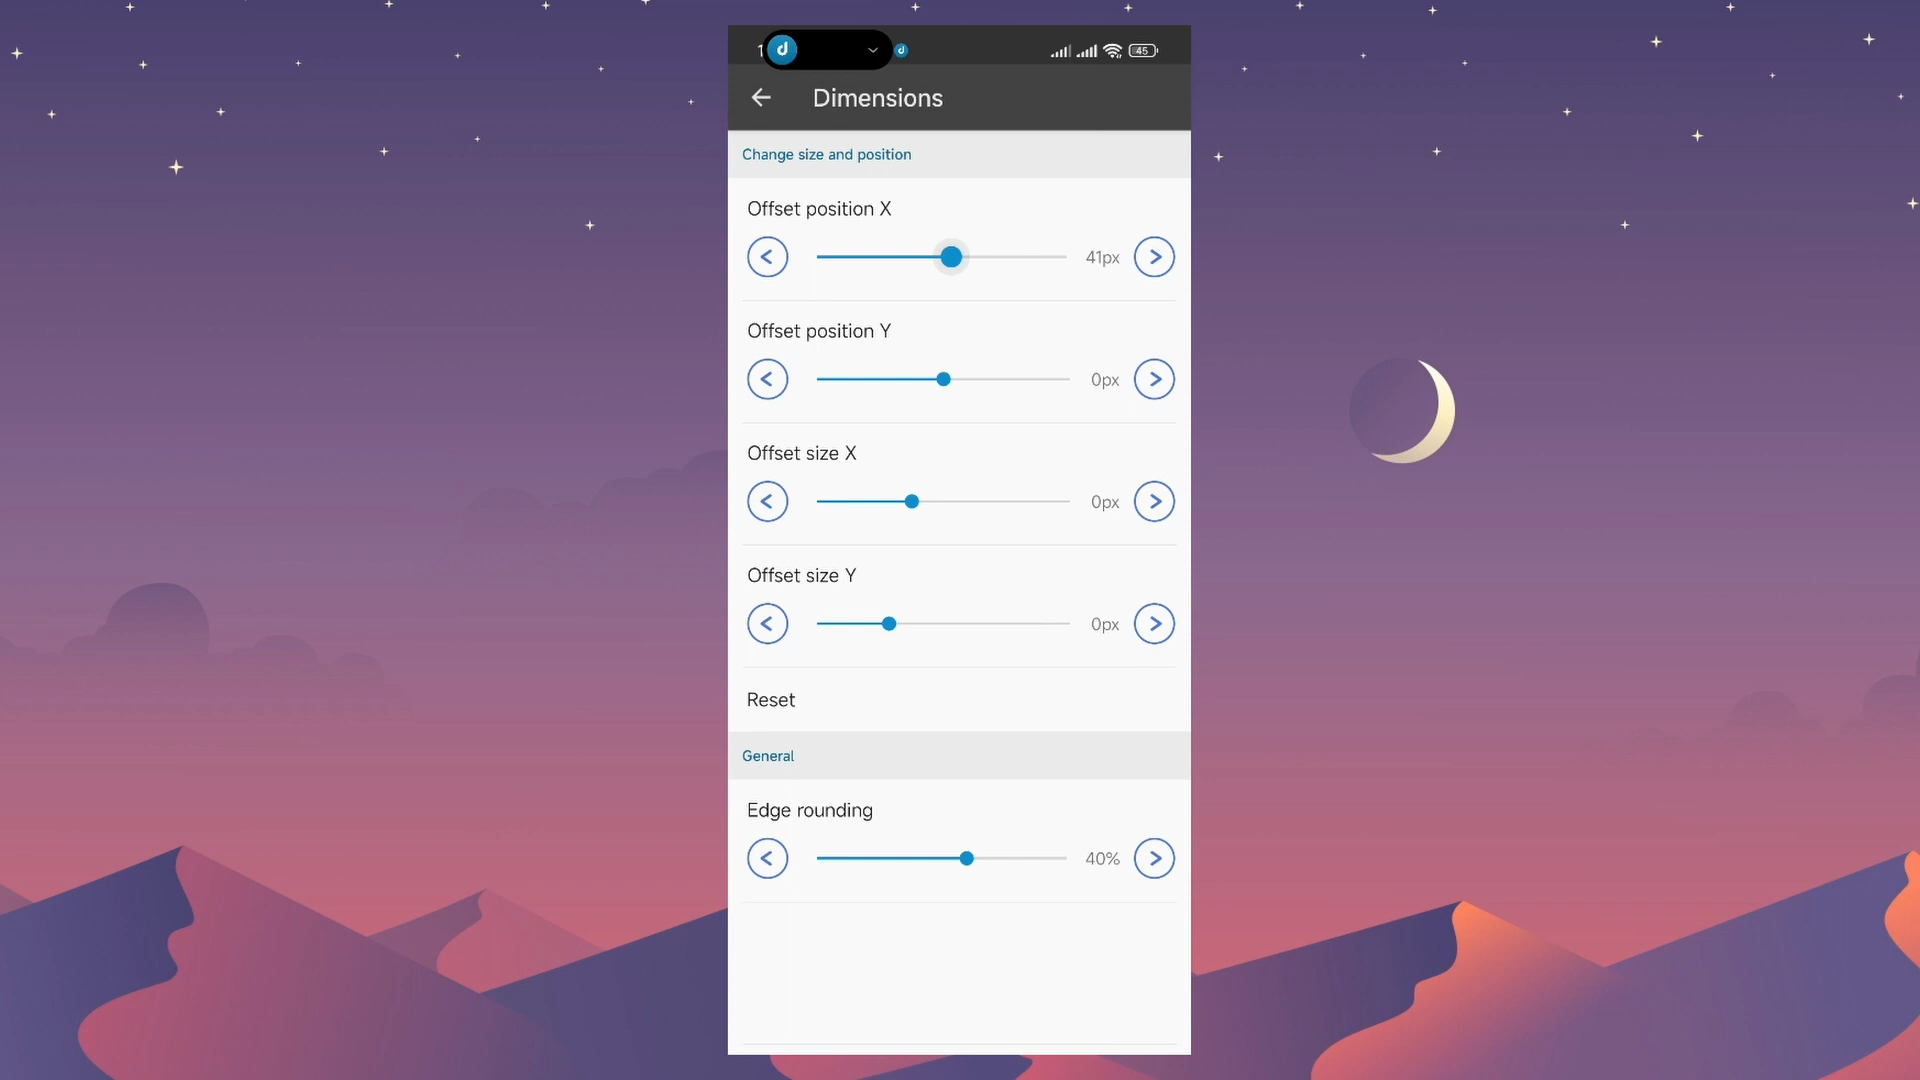 45
Dimensions
Change size and position
Offset position X
41px
Offset position Y
0px
Offset size X
0px
Offset size Y
0px
Reset
General
Edge rounding
40%